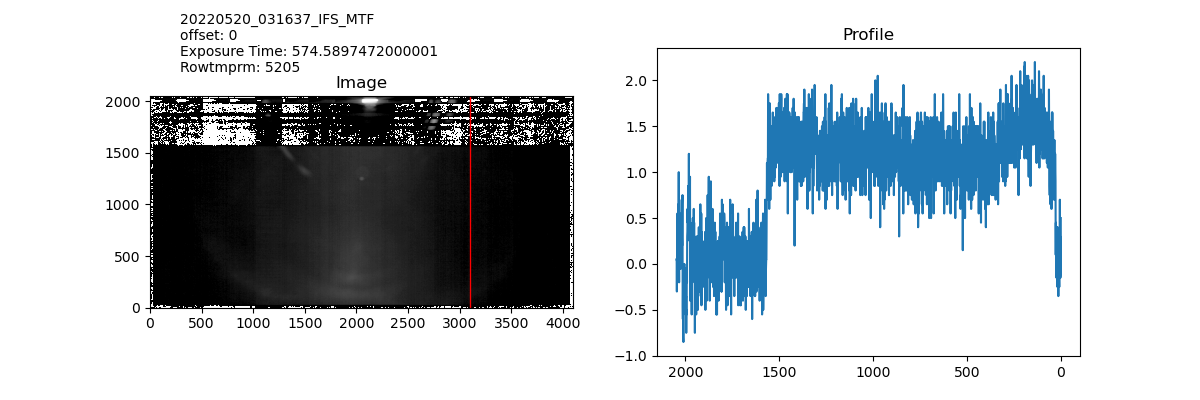 20220520_031637_IFS_MTF
offset: 0
Exposure Time: 574.5897472000001
Rowtmprm: 5205
Image
2000
1500
1000
500
0
0 500 1000 1500 2000 2500 3000 3500 4000
Profile
2.0
1.5
1.0
0.5
0.0
−0.5
−1.0
2000 1500 1000 500 0